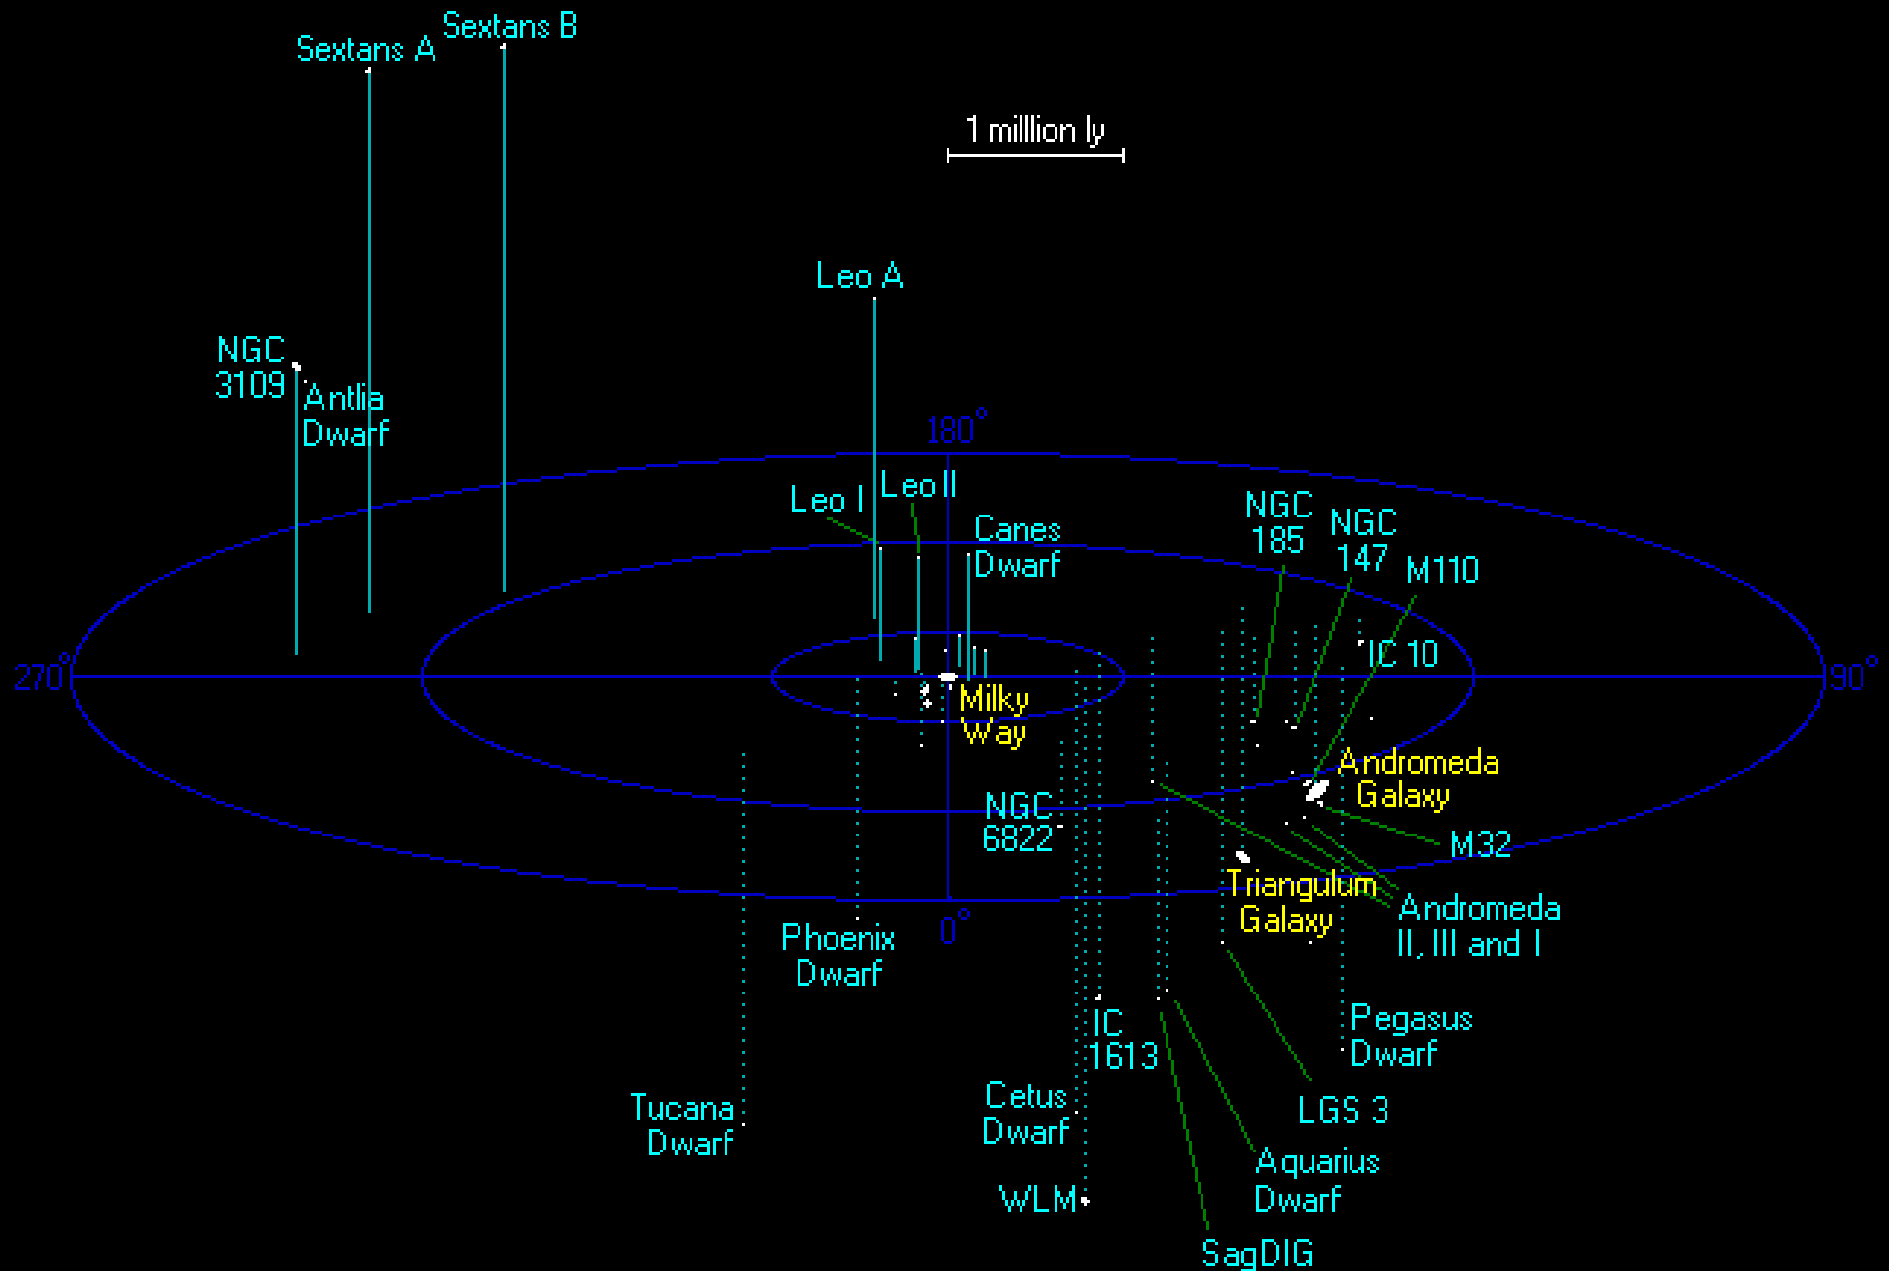 Sextans B
Sextans A
1 milllion ly
Leo A
NGC
3109
Antlia
Dwarf
180°
Leo I
Leo II
Canes
Dwarf
NGC
185
NGC
147
M110
IC 10
270°
90°
Milky
Way
Andromeda
Galaxy
NGC
6822
M32
Triangulum
Galaxy
Andromeda
II, III and I
0°
Phoenix
Dwarf
IC
1613
Pegasus
Dwarf
Tucana
Dwarf
Cetus
Dwarf
LGS 3
Aquarius
Dwarf
WLM
SagDIG